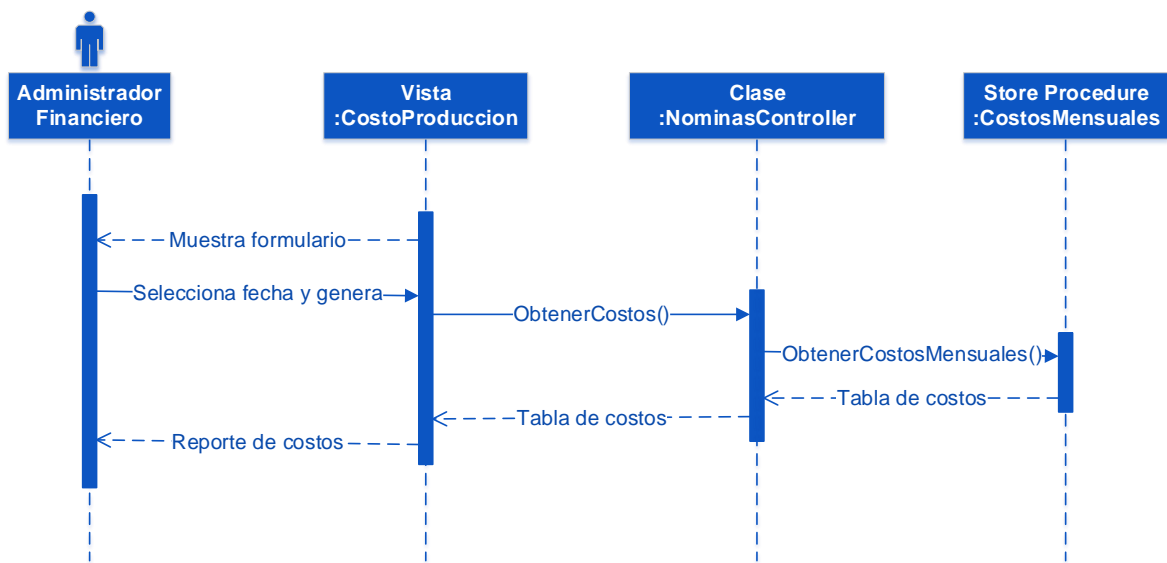 Administrador
Financiero
Vista
:CostoProduccion
Clase
:NominasController
Store Procedure
:CostosMensuales
Muestra formulario
Selecciona fecha y genera
ObtenerCostos()
ObtenerCostosMensuales()
Tabla de costos
Tabla de costos
Reporte de costos